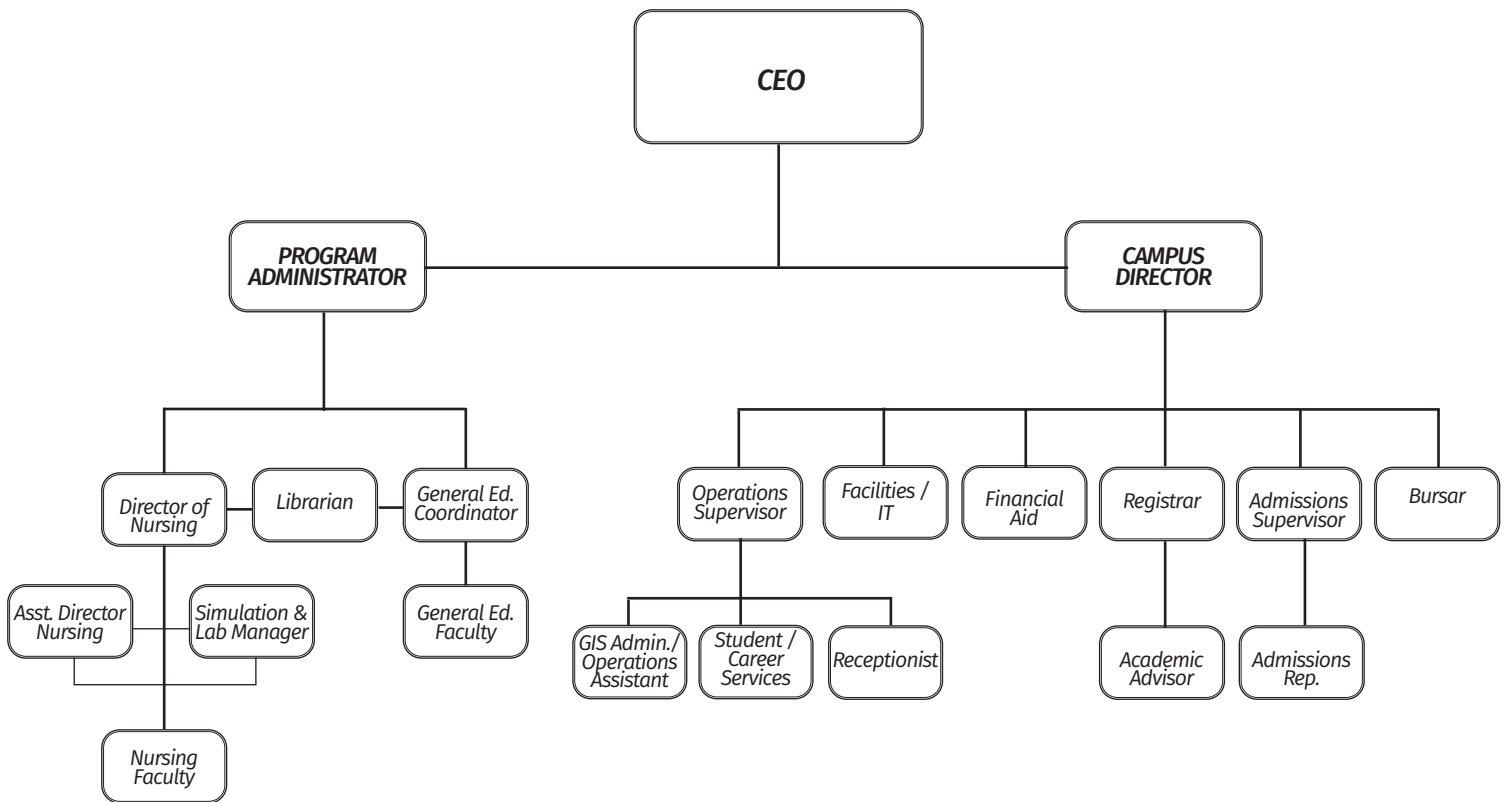 CEO
PROGRAM
ADMINISTRATOR
CAMPUS
DIRECTOR
Director of
Nursing
Librarian
General Ed.
Coordinator
Operations
Supervisor
Facilities /
IT
Financial
Aid
Registrar
Admissions
Supervisor
Bursar
Asst. Director
Nursing
Simulation &
Lab Manager
General Ed.
Faculty
GIS Admin./
Operations
Assistant
Student /
Career
Services
Receptionist
Academic
Advisor
Admissions
Rep.
Nursing
Faculty